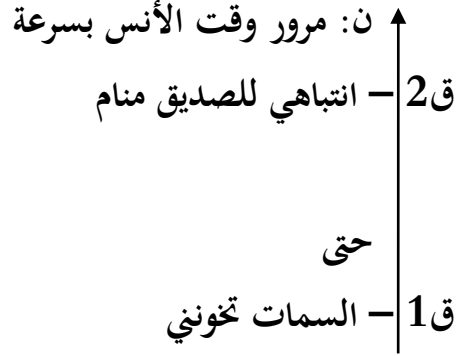 ن: مرور وقت الأنس بسرعة
ق2 – انتباهي للصديق منام
حتى
ق1 – السمات تخونني